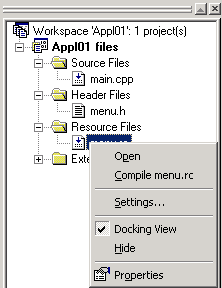 Workspace 'Appl01': 1 project(s)
Appl01 files
Source Files
main.cpp
Header Files
menu.h
Resource Files
Open
Compile menu.rc
Settings...
Docking View
Hide
Properties